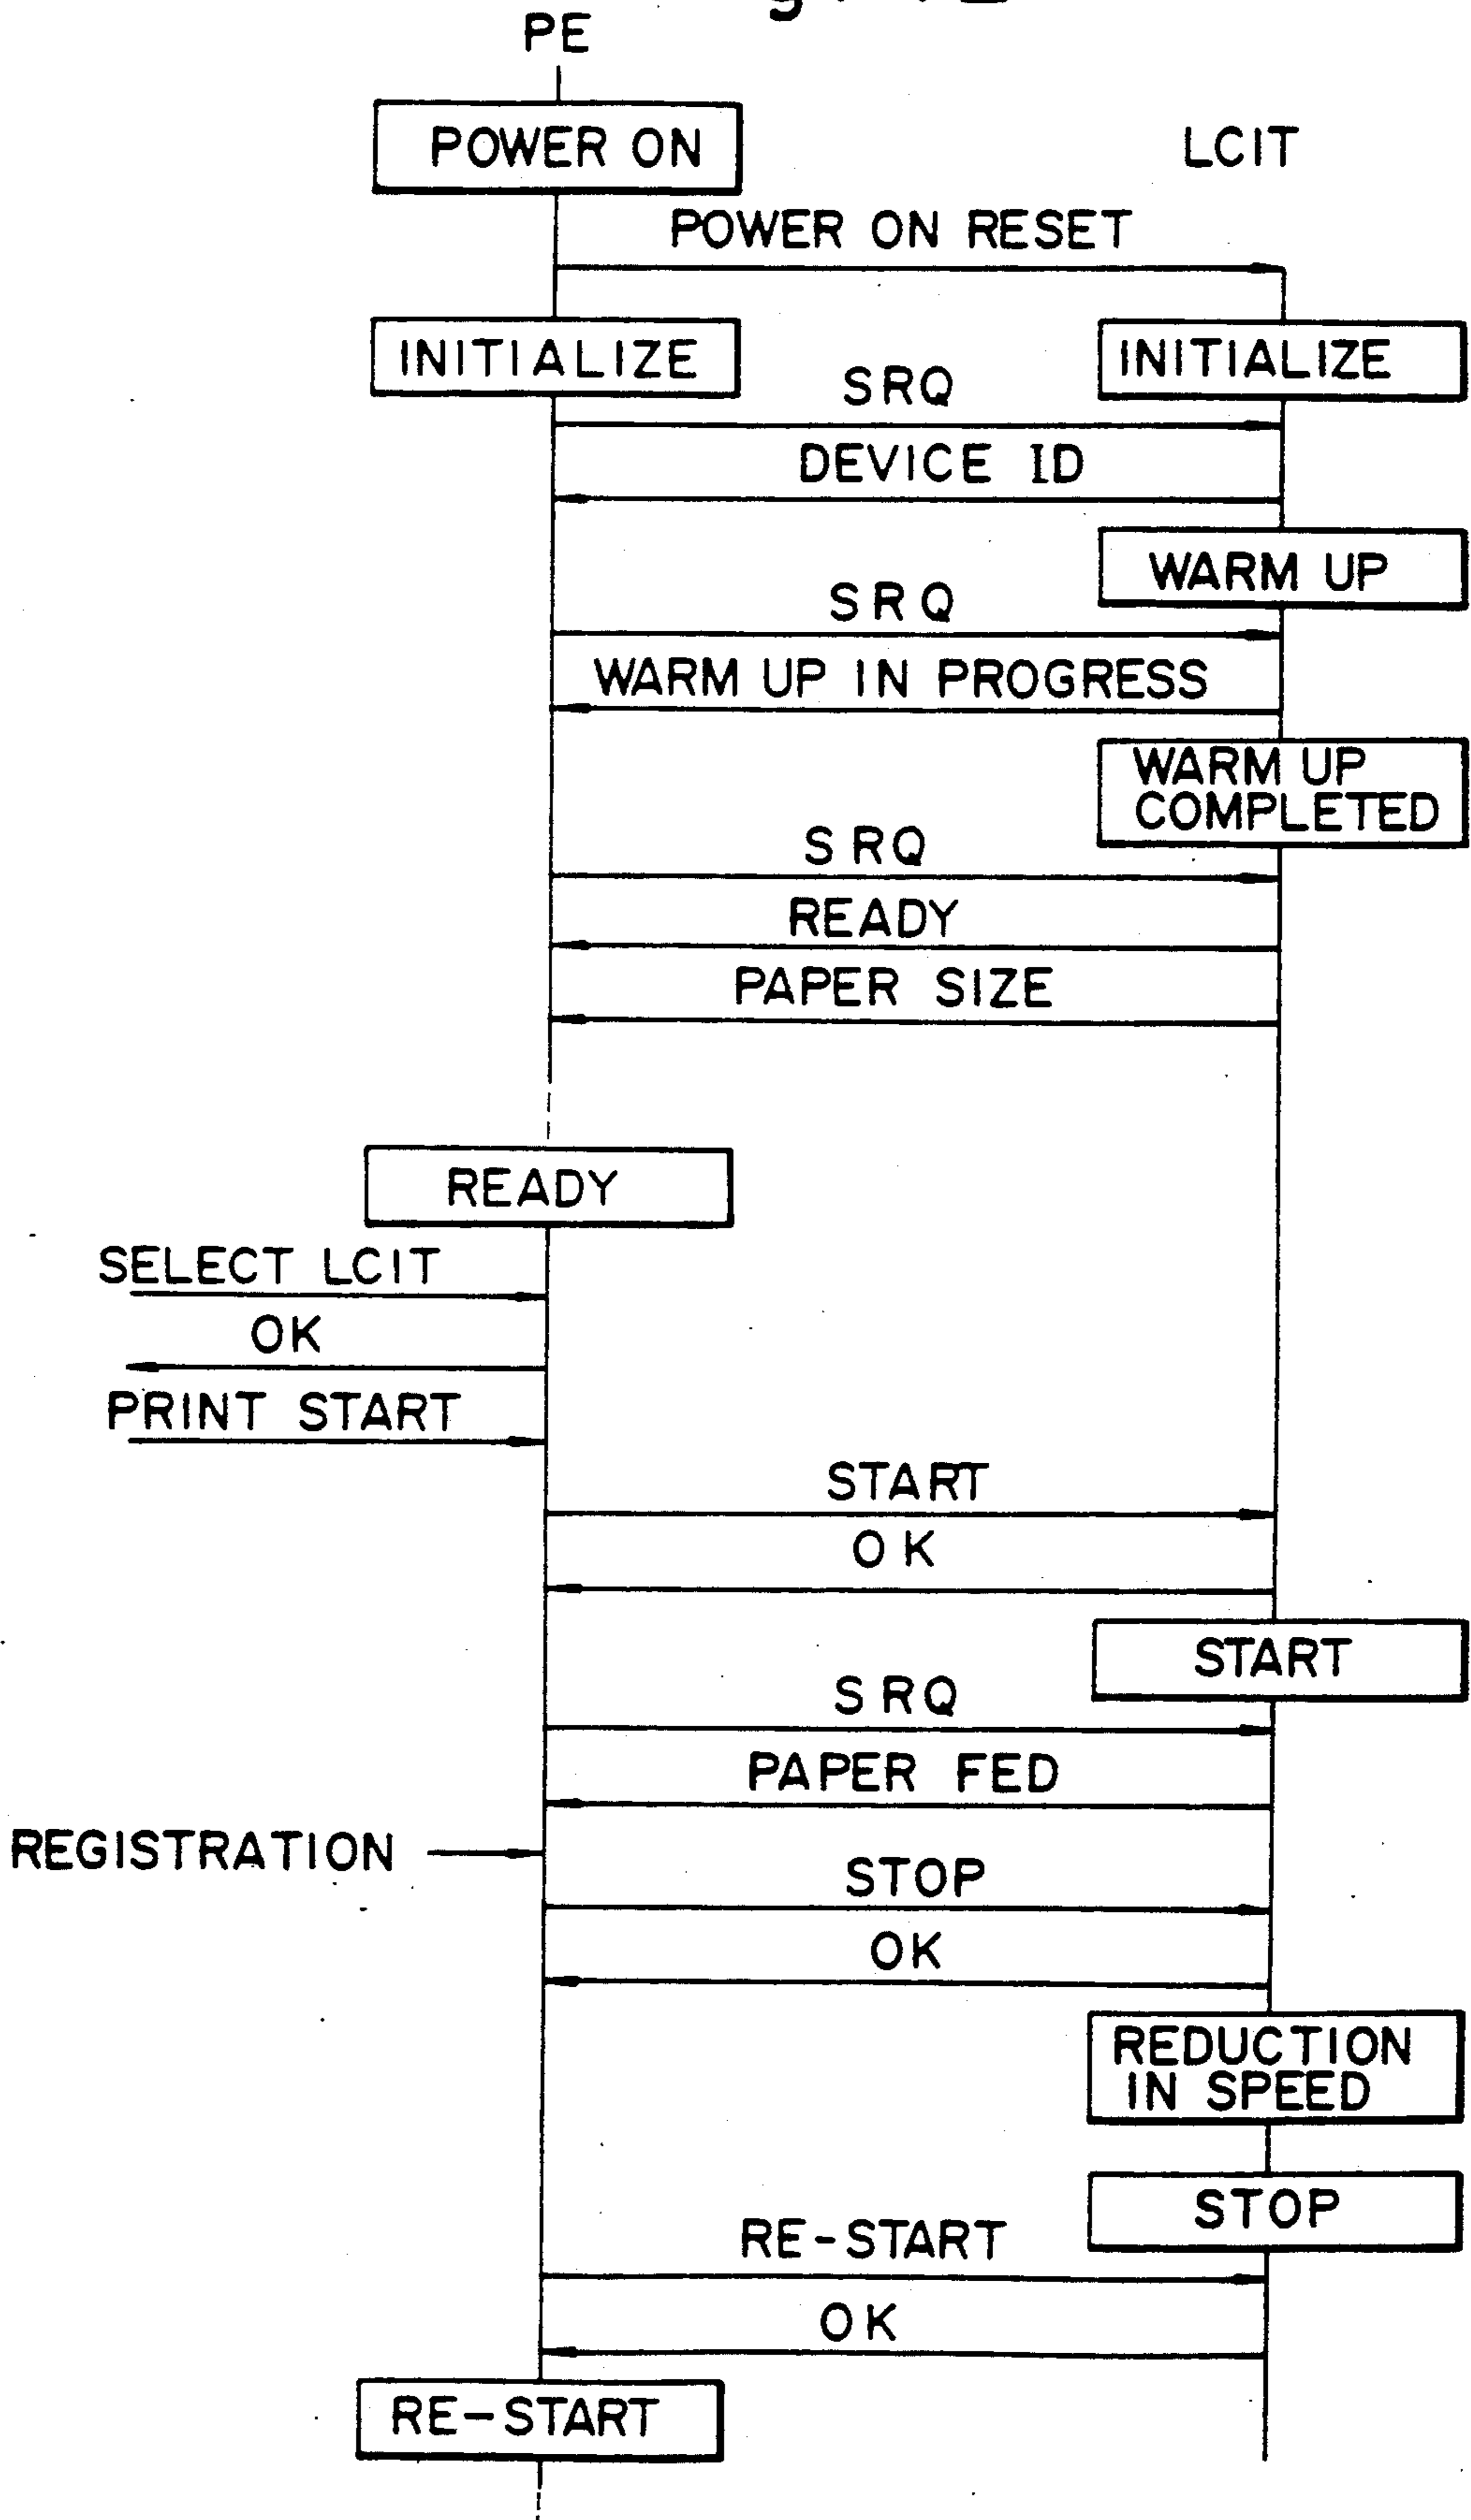 PE
POWER ON
LCIT
POWER ON RESET
INITIALIZE
INITIALIZE
SRQ
DEVICE ID
WARM UP
SRQ
WARM UP IN PROGRESS
WARM UP
COMPLETED
SRQ
READY
PAPER SIZE
READY
SELECT LCIT
OK
PRINT START
START
OK
START
SRQ
PAPER FED
REGISTRATION
STOP
OK
REDUCTION
IN SPEED
STOP
RE-START
OK
RE-START